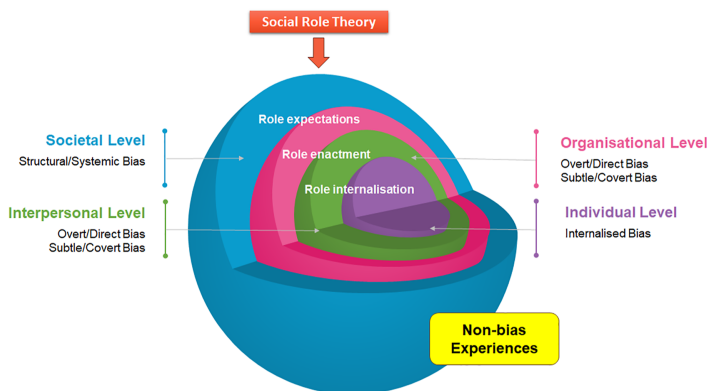 Social Role Theory
Role expectations
Role enactment
Role internalisation
Societal Level
Structural/Systemic Bias
Interpersonal Level
Overt/Direct Bias
Subtle/Covert Bias
Organisational Level
Overt/Direct Bias
Subtle/Covert Bias
Individual Level
Internalised Bias
Non-bias
Experiences